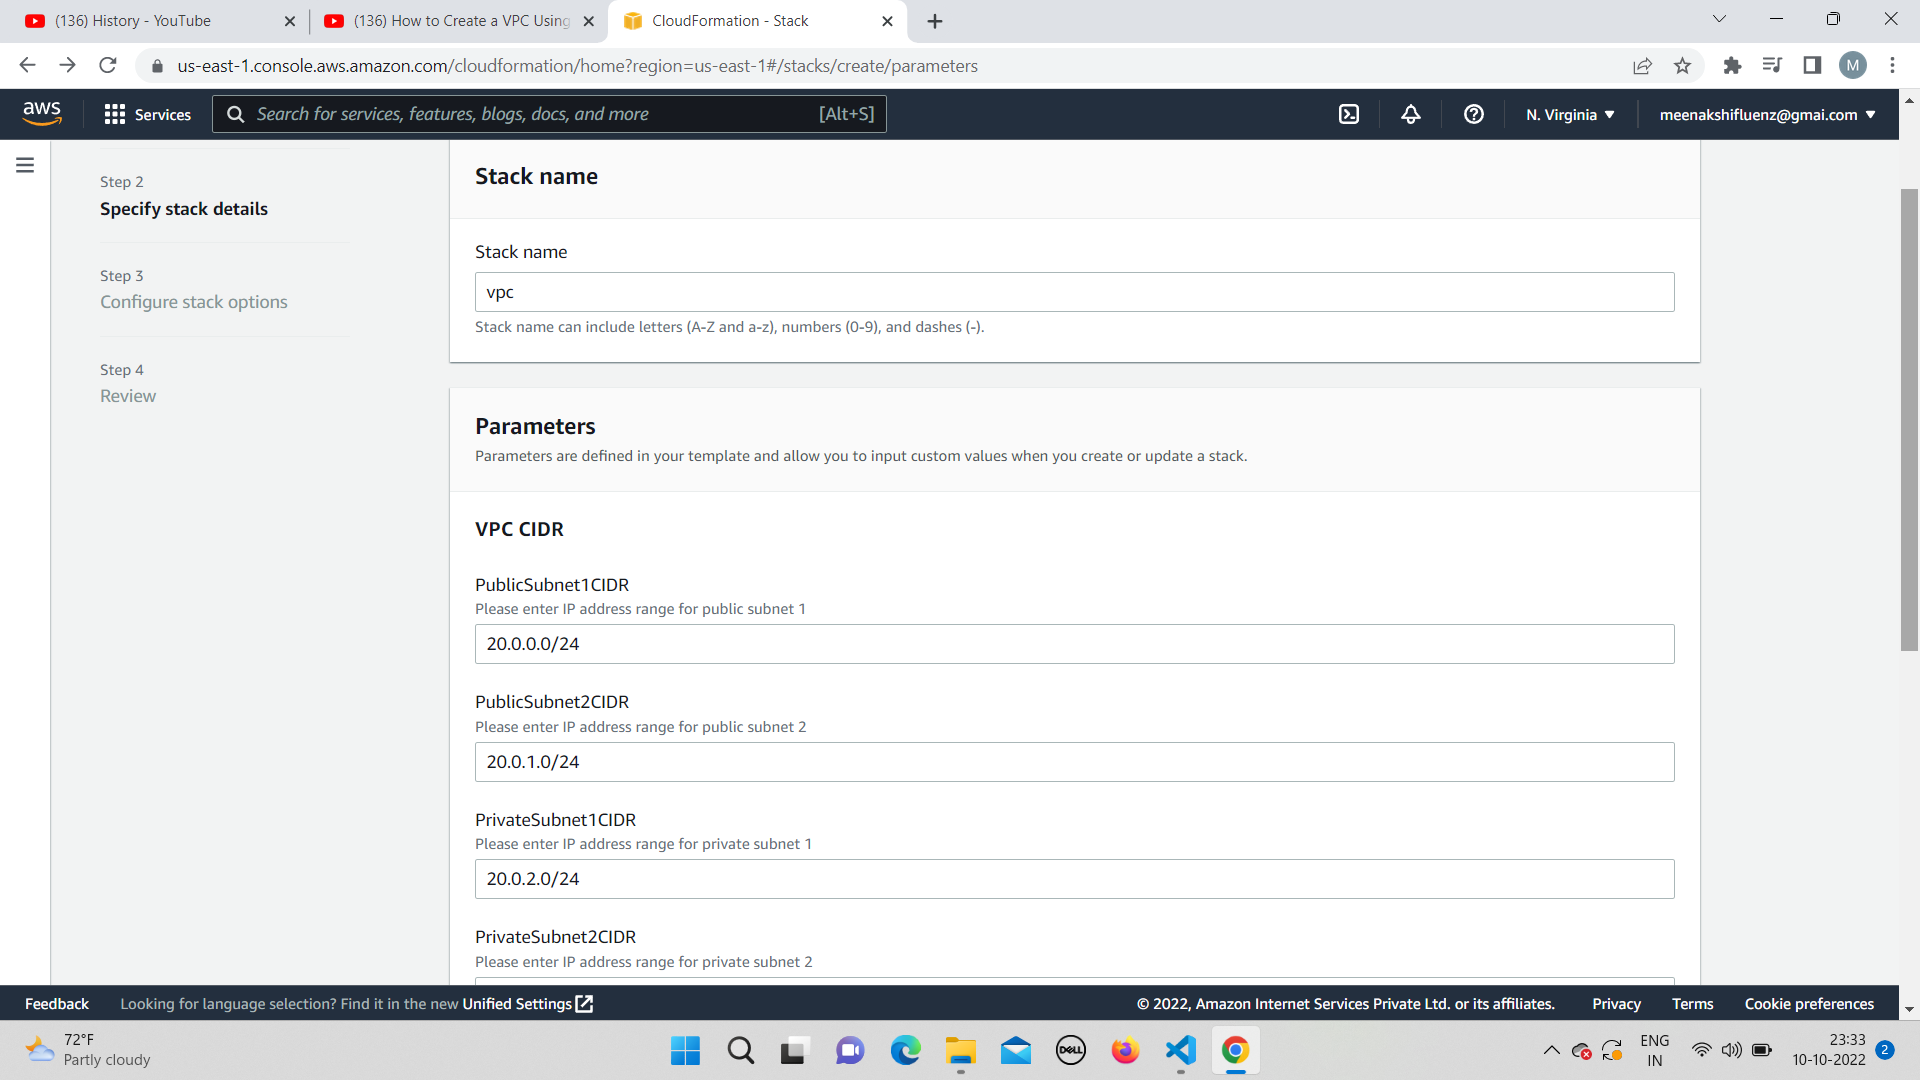 (136) History - YouTube
(136) How to Create a VPC Using
CloudFormation - Stack
us-east-1.console.aws.amazon.com/cloudformation/home?region=us-east-1#/stacks/create/parameters
M
aws
Services
Search for services, features, blogs, docs, and more
[Alt+S]
N. Virginia
meenakshifluenz@gmai.com
Step 2
Specify stack details
Step 3
Configure stack options
Step 4
Review
Stack name
Stack name
vpc
Stack name can include letters (A-Z and a-z), numbers (0-9), and dashes (-).
Parameters
Parameters are defined in your template and allow you to input custom values when you create or update a stack.
VPC CIDR
PublicSubnet1CIDR
Please enter IP address range for public subnet 1
20.0.0.0/24
PublicSubnet2CIDR
Please enter IP address range for public subnet 2
20.0.1.0/24
PrivateSubnet1CIDR
Please enter IP address range for private subnet 1
20.0.2.0/24
PrivateSubnet2CIDR
Please enter IP address range for private subnet 2
Feedback
Looking for language selection? Find it in the new Unified Settings
© 2022, Amazon Internet Services Private Ltd. or its affiliates.
Privacy
Terms
Cookie preferences
72°F
Partly cloudy
DELL
ENG
IN
23:33
10-10-2022
2